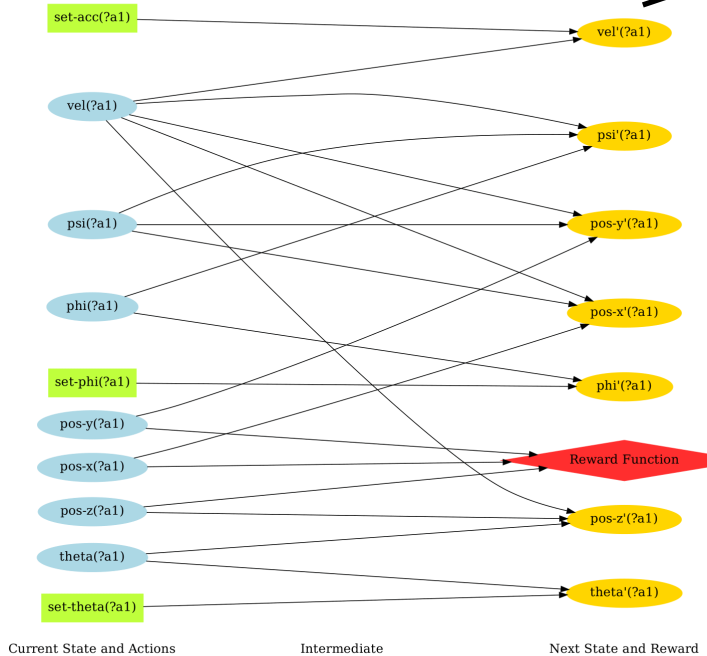 set-acc(?a1)
vel'(?a1)
vel(?a1)
psi'(?a1)
psi(?a1)
pos-y'(?a1)
phi(?a1)
pos-x'(?a1)
set-phi(?a1)
phi'(?a1)
pos-y(?a1)
pos-x(?a1)
Reward Function
pos-z(?a1)
pos-z'(?a1)
theta(?a1)
theta'(?a1)
set-theta(?a1)
Current State and Actions
Intermediate
Next State and Reward